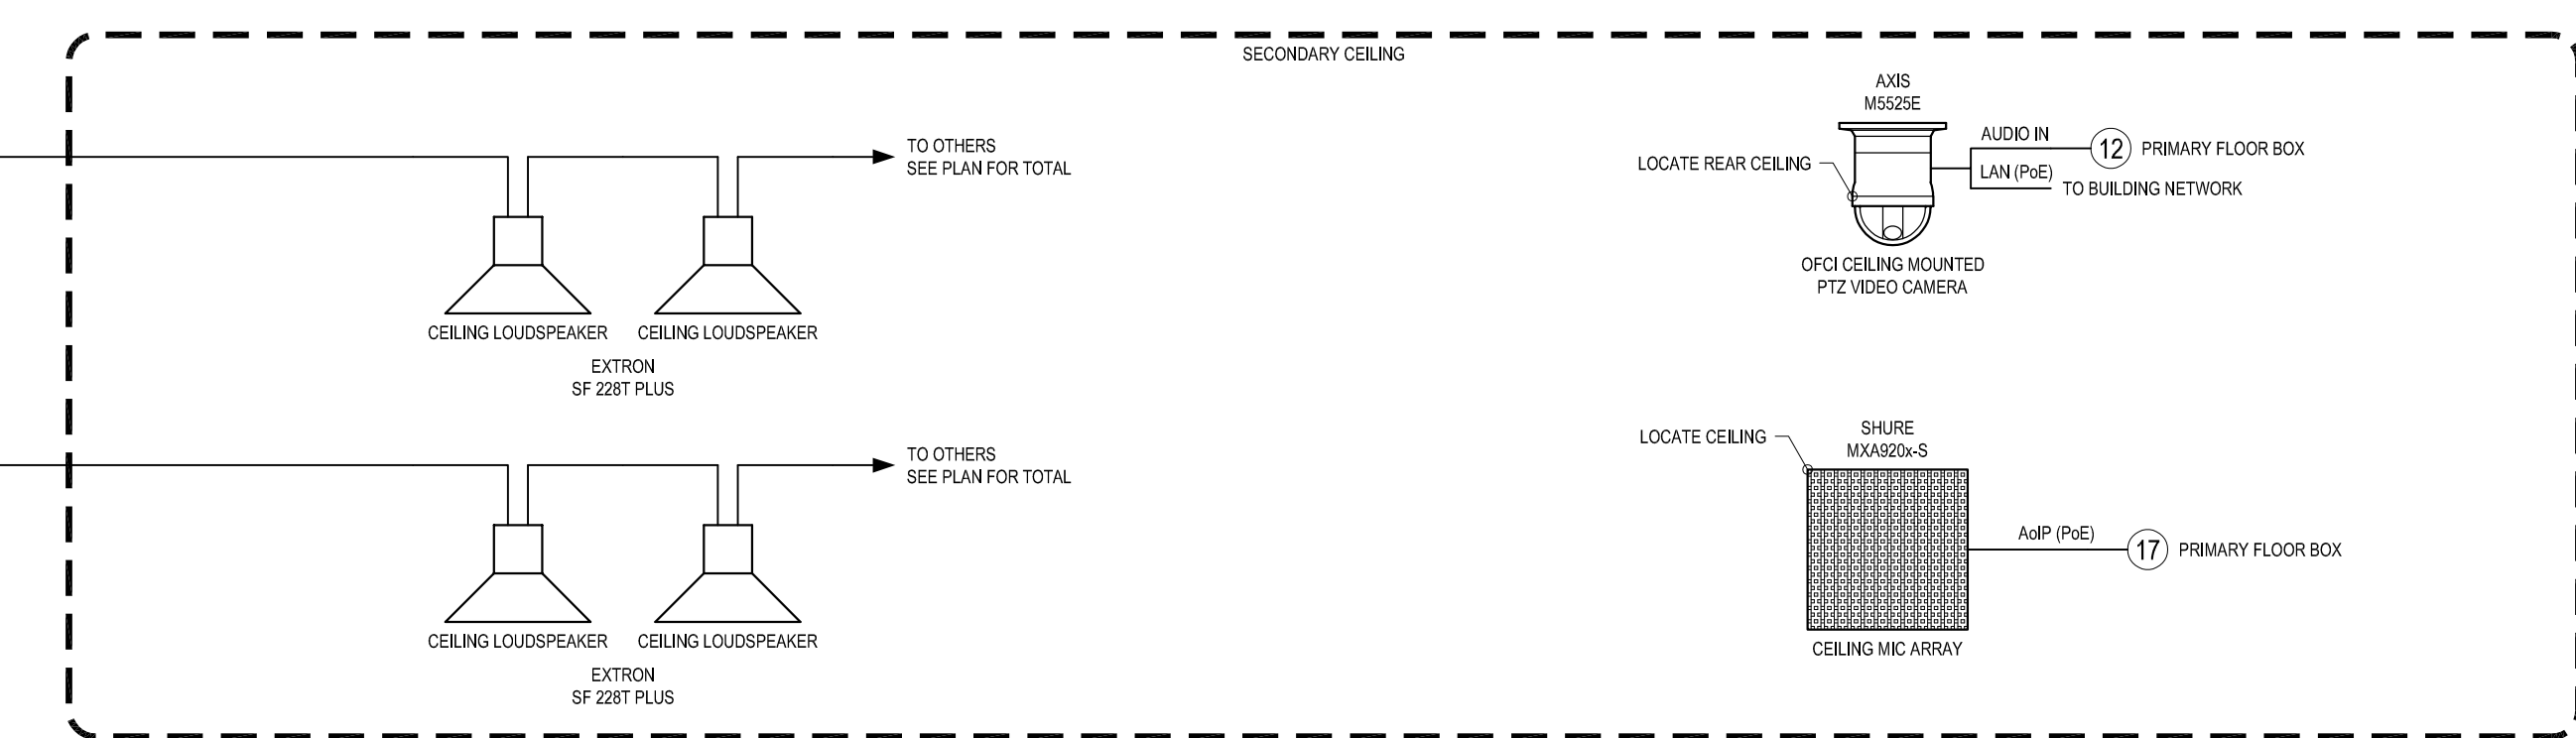 SECONDARY CEILING
TO OTHERS
SEE PLAN FOR TOTAL
CEILING LOUDSPEAKER
CEILING LOUDSPEAKER
EXTRON
SF 228T PLUS
AXIS
M5525E
LOCATE REAR CEILING
AUDIO IN
12
PRIMARY FLOOR BOX
LAN (PoE)
TO BUILDING NETWORK
OFCI CEILING MOUNTED
PTZ VIDEO CAMERA
TO OTHERS
SEE PLAN FOR TOTAL
CEILING LOUDSPEAKER
CEILING LOUDSPEAKER
EXTRON
SF 228T PLUS
SHURE
MXA920x-S
LOCATE CEILING
AoIP (PoE)
17
PRIMARY FLOOR BOX
CEILING MIC ARRAY